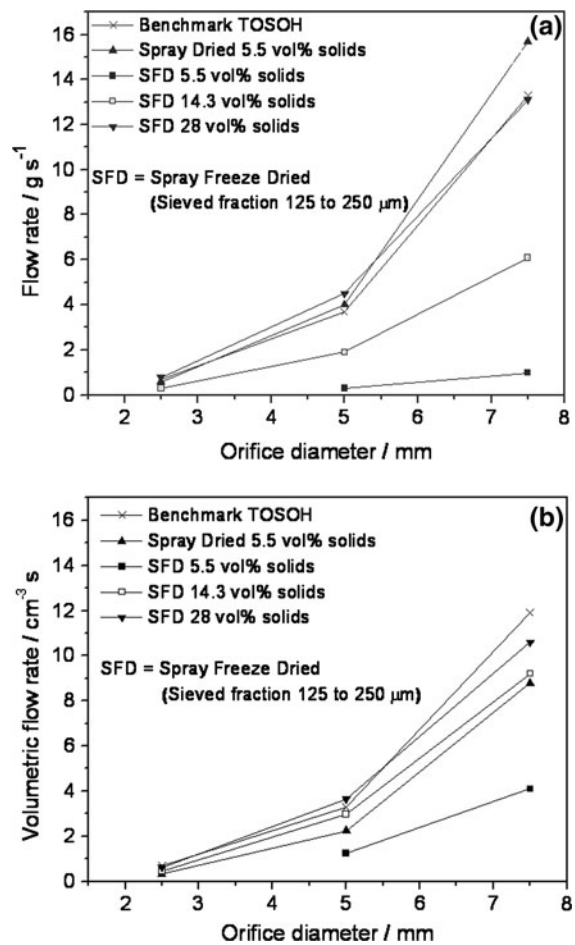 (a)
Benchmark TOSOH
Spray Dried 5.5 vol% solids
SFD 5.5 vol% solids
SFD 14.3 vol% solids
SFD 28 vol% solids
SFD = Spray Freeze Dried
(Sieved fraction 125 to 250 μm)
Flow rate / g s⁻¹
16
14
12
10
8
6
4
2
0
2 3 4 5 6 7 8
Orifice diameter / mm
(b)
Benchmark TOSOH
Spray Dried 5.5 vol% solids
SFD 5.5 vol% solids
SFD 14.3 vol% solids
SFD 28 vol% solids
SFD = Spray Freeze Dried
(Sieved fraction 125 to 250 μm)
Volumetric flow rate / cm⁻³ s
16
14
12
10
8
6
4
2
0
2 3 4 5 6 7 8
Orifice diameter / mm